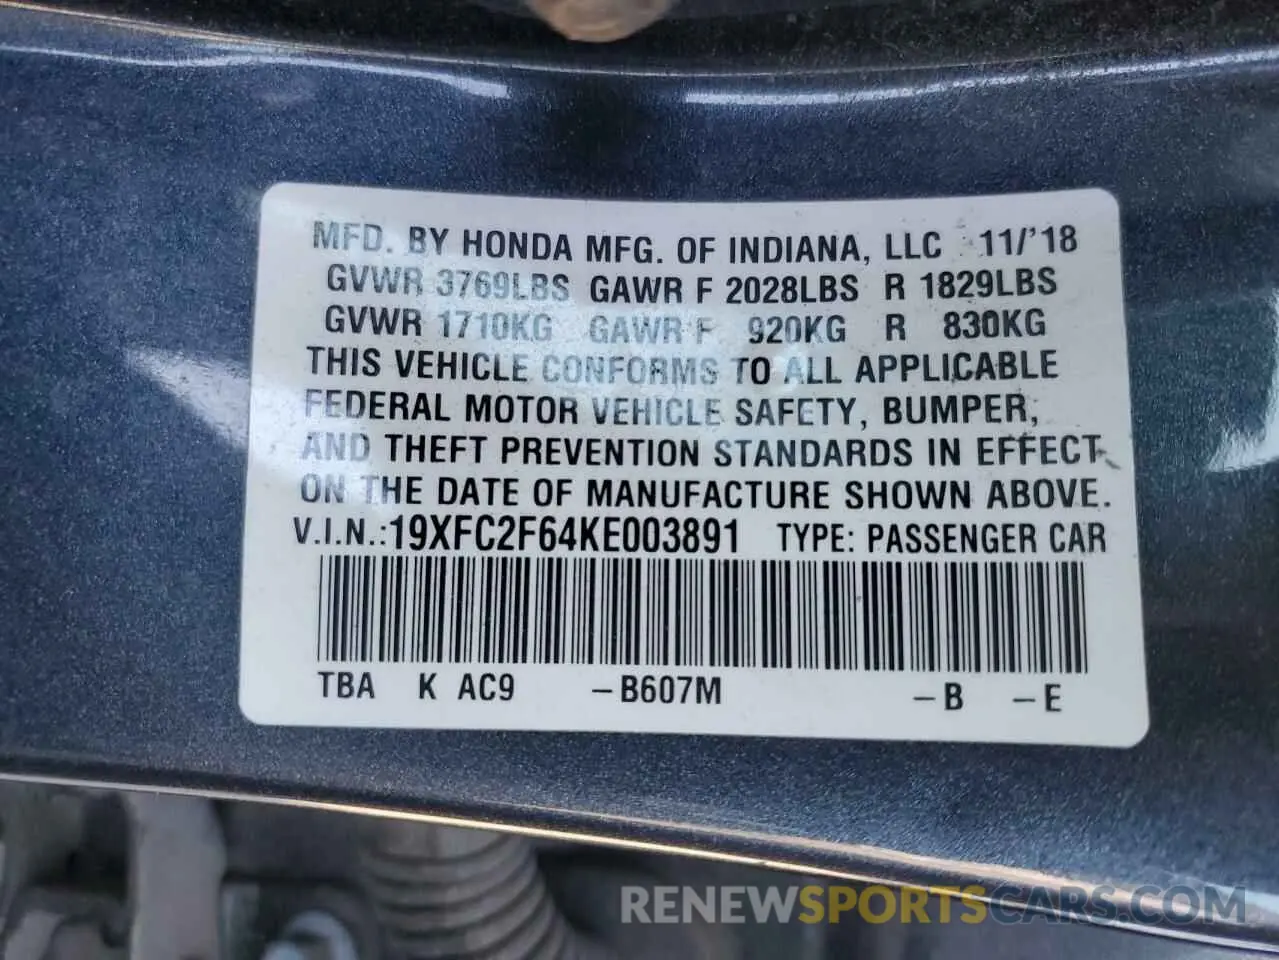 MFD. BY HONDA MFG. OF INDIANA, LLC 11/'18
GVWR 3769LBS GAWR F 2028LBS R 1829LBS
GVWR 1710KG GAWR F 920KG R 830KG
THIS VEHICLE CONFORMS TO ALL APPLICABLE
FEDERAL MOTOR VEHICLE SAFETY, BUMPER,
AND THEFT PREVENTION STANDARDS IN EFFECT
ON THE DATE OF MANUFACTURE SHOWN ABOVE.
V.I.N.:19XFC2F64KE003891 TYPE: PASSENGER CAR
TBA K AC9 –B607M –B –E
RENEWSPORTSCARS.COM